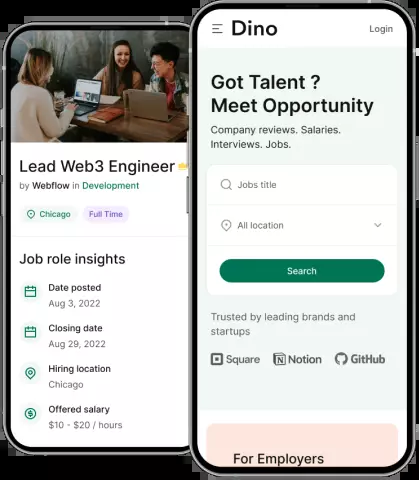 Lead Web3 Engineer
by Webflow in Development
Chicago
Full Time
Job role insights
Date posted
Aug 3, 2022
Closing date
Aug 29, 2022
Hiring location
Chicago
Offered salary
$10 - $20 / hours
Dino
Login
Got Talent ?
Meet Opportunity
Company reviews. Salaries.
Interviews. Jobs.
Jobs title
All location
Search
Trusted by leading brands and
startups
Square
Notion
GitHub
For Employers